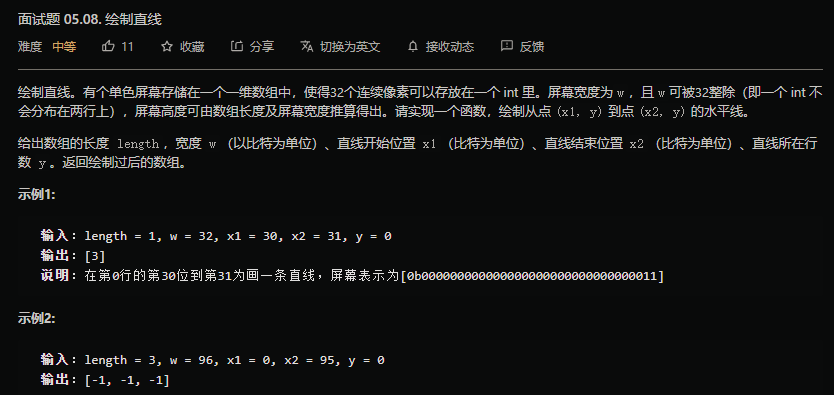 面试题 05.08. 绘制直线
难度 中等 11 收藏 分享 切换为英文 接收动态 反馈
绘制直线。有个单色屏幕存储在一个一维数组中，使得32个连续像素可以存放在一个 int 里。屏幕宽度为 w，且 w 可被32整除（即一个 int 不
会分布在两行上），屏幕高度可由数组长度及屏幕宽度推算得出。请实现一个函数，绘制从点 (x1, y) 到点 (x2, y) 的水平线。
给出数组的长度 length，宽度 w（以比特为单位）、直线开始位置 x1（比特为单位）、直线结束位置 x2（比特为单位）、直线所在行
数 y。返回绘制过后的数组。
示例1:
输入：length = 1, w = 32, x1 = 30, x2 = 31, y = 0
输出：[3]
说明：在第0行的第30位到第31为画一条直线，屏幕表示为[0b00000000000000000000000000000011]
示例2:
输入：length = 3, w = 96, x1 = 0, x2 = 95, y = 0
输出：[-1, -1, -1]